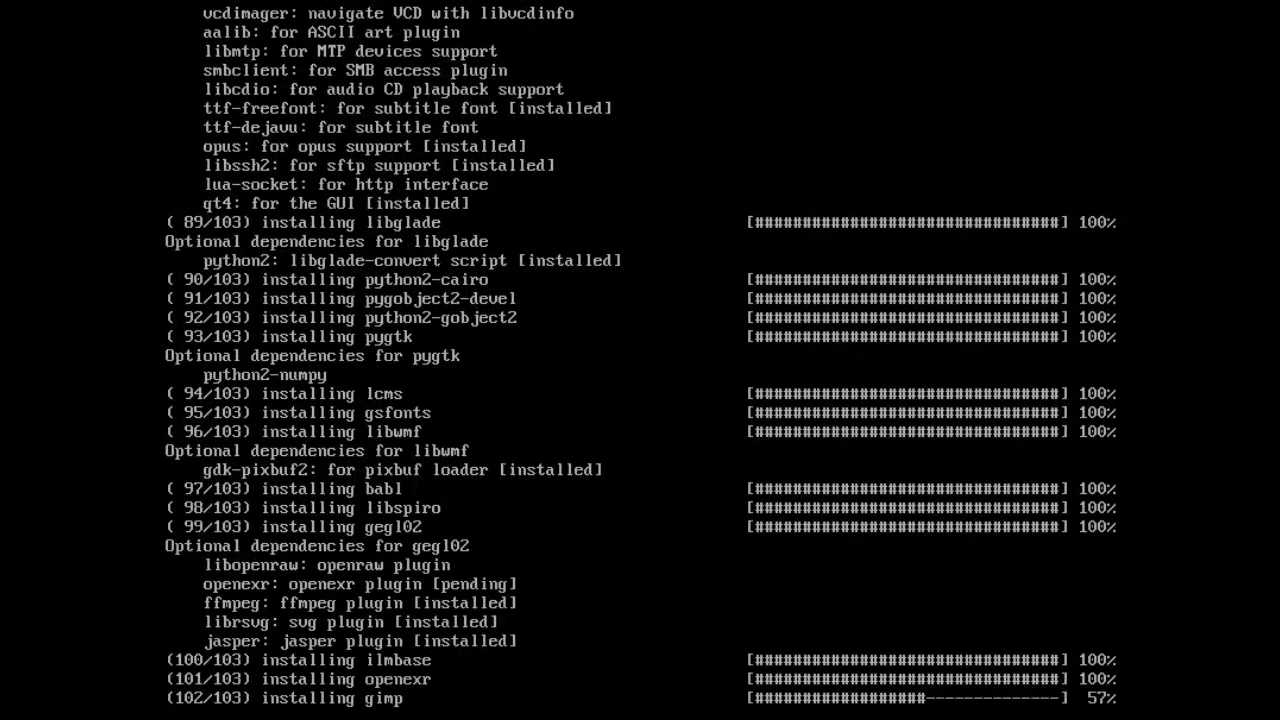 vcdimager: navigate VCD with libvcdinfo
aalib: for ASCII art plugin
libmtp: for MTP devices support
smbclient: for SMB access plugin
libcdio: for audio CD playback support
ttf-freefont: for subtitle font [installed]
ttf-dejavu: for subtitle font
opus: for opus support [installed]
libssh2: for sftp support [installed]
lua-socket: for http interface
qt4: for the GUI [installed]
( 89/103) installing libglade [################################] 100%
Optional dependencies for libglade
python2: libglade-convert script [installed]
( 90/103) installing python2-cairo [################################] 100%
( 91/103) installing pygobject2-devel [################################] 100%
( 92/103) installing python2-gobject2 [################################] 100%
( 93/103) installing pygtk [################################] 100%
Optional dependencies for pygtk
python2-numpy
( 94/103) installing lcms [################################] 100%
( 95/103) installing gsfonts [################################] 100%
( 96/103) installing libwmf [################################] 100%
Optional dependencies for libwmf
gdk-pixbuf2: for pixbuf loader [installed]
( 97/103) installing babl [################################] 100%
( 98/103) installing libspiro [################################] 100%
( 99/103) installing gegl02 [################################] 100%
Optional dependencies for gegl02
libopenraw: openraw plugin
openexr: openexr plugin [pending]
ffmpeg: ffmpeg plugin [installed]
librsvg: svg plugin [installed]
jasper: jasper plugin [installed]
(100/103) installing ilmbase [################################] 100%
(101/103) installing openexr [################################] 100%
(102/103) installing gimp [##################--------------] 57%